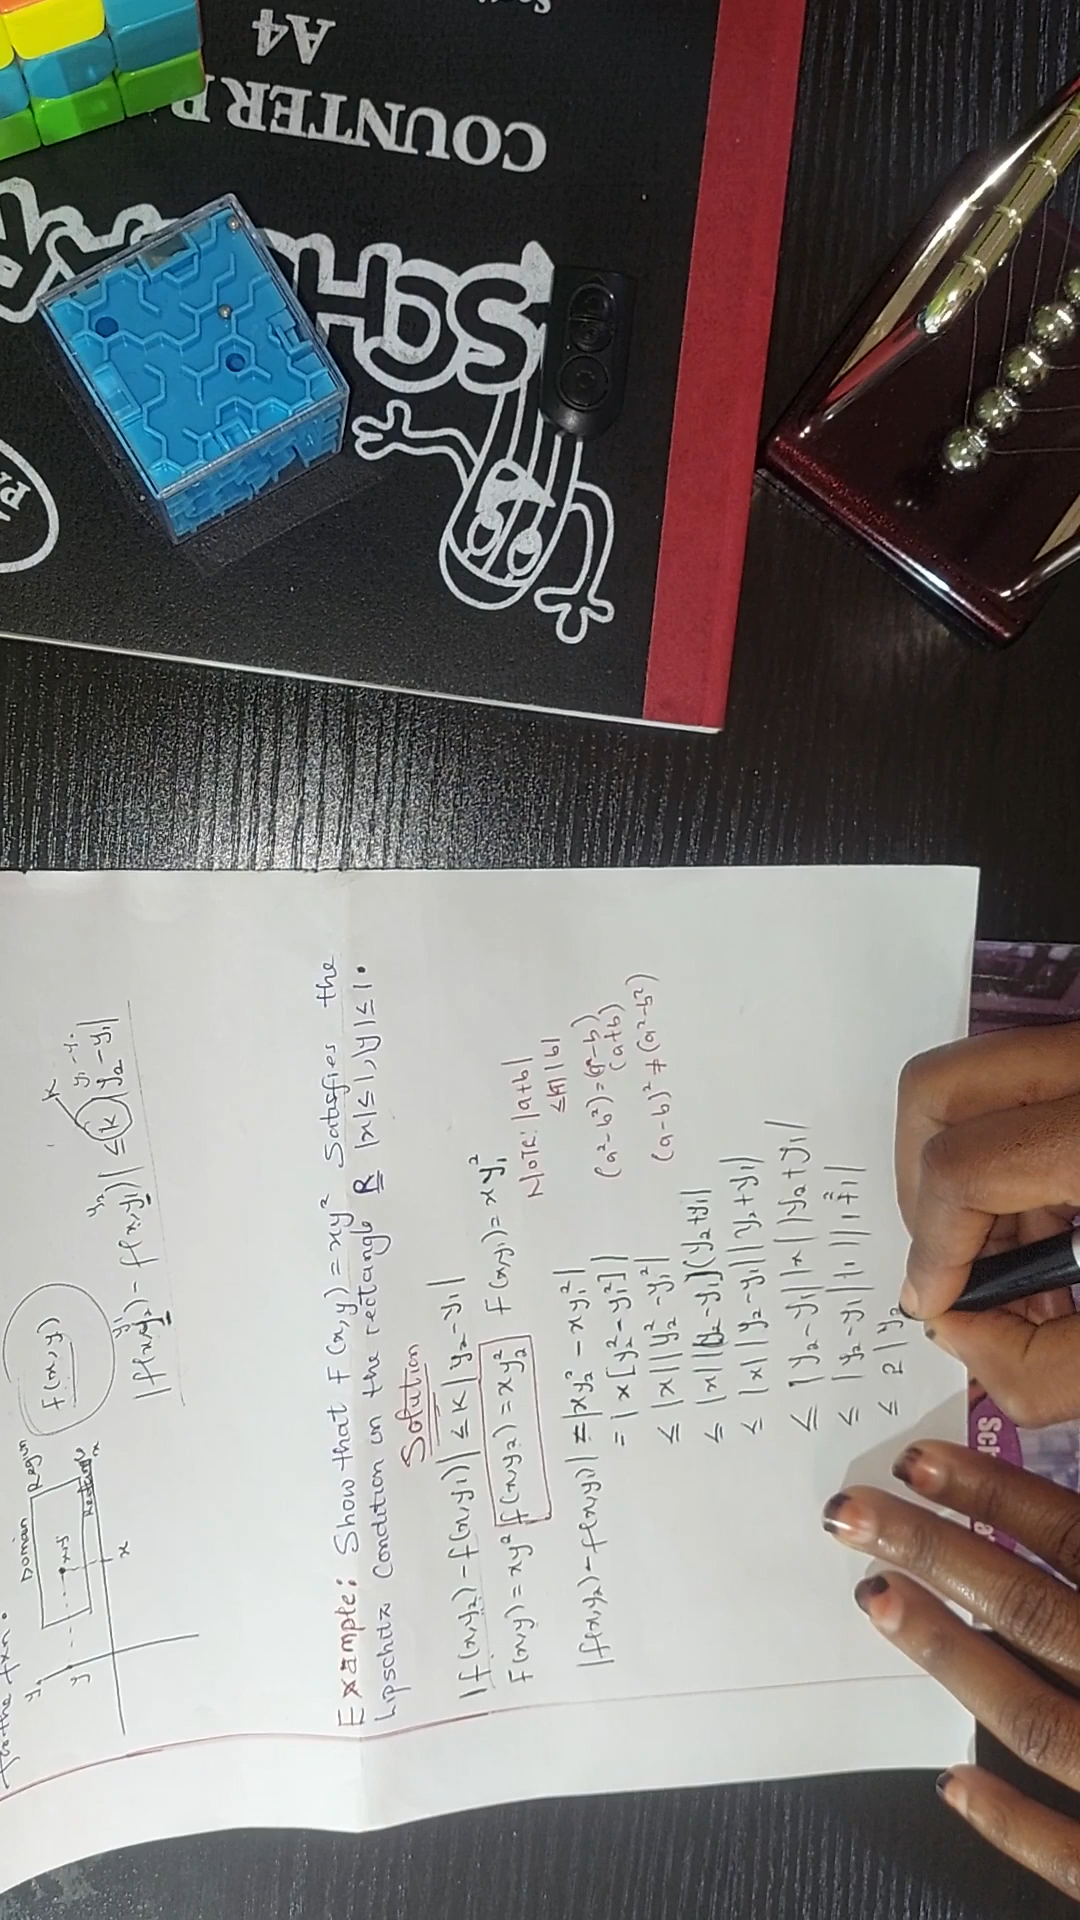 COUNTER
A4
SCH
Domain Region
y
y
x+y
Rectangle
x
x
f(x,y)
|f(x,y₂) - f(x,y₁)| ≤ K |y₂ - y₁|
K
Example: Show that F(x,y) = xy² Satisfies the
Lipschitz Condition in the rectangle R |x| ≤ 1, |y| ≤ 1.
Solution
|f(x,y₂) - f(x,y₁)| ≤ K |y₂ - y₁|
F(x,y) = xy² f(x,y₂) = xy₂² F(x,y₁) = xy₁²
NOTE: |a+b|
≤|a| |b|
(a²-b²) = (a-b)
(a+b)
(a-b)² ≠ (a²-b²)
|f(x,y₂) - f(x,y₁)| = |xy₂² - xy₁²|
= |x[y₂² - y₁²]|
≤ |x||y₂² - y₁²|
≤ |x||(y₂-y₁)(y₂+y₁)|
≤ |x||y₂-y₁||y₂+y₁|
≤ |y₂-y₁||x||y₂+y₁|
≤ |y₂-y₁||1||1+1|
≤ 2|y₂